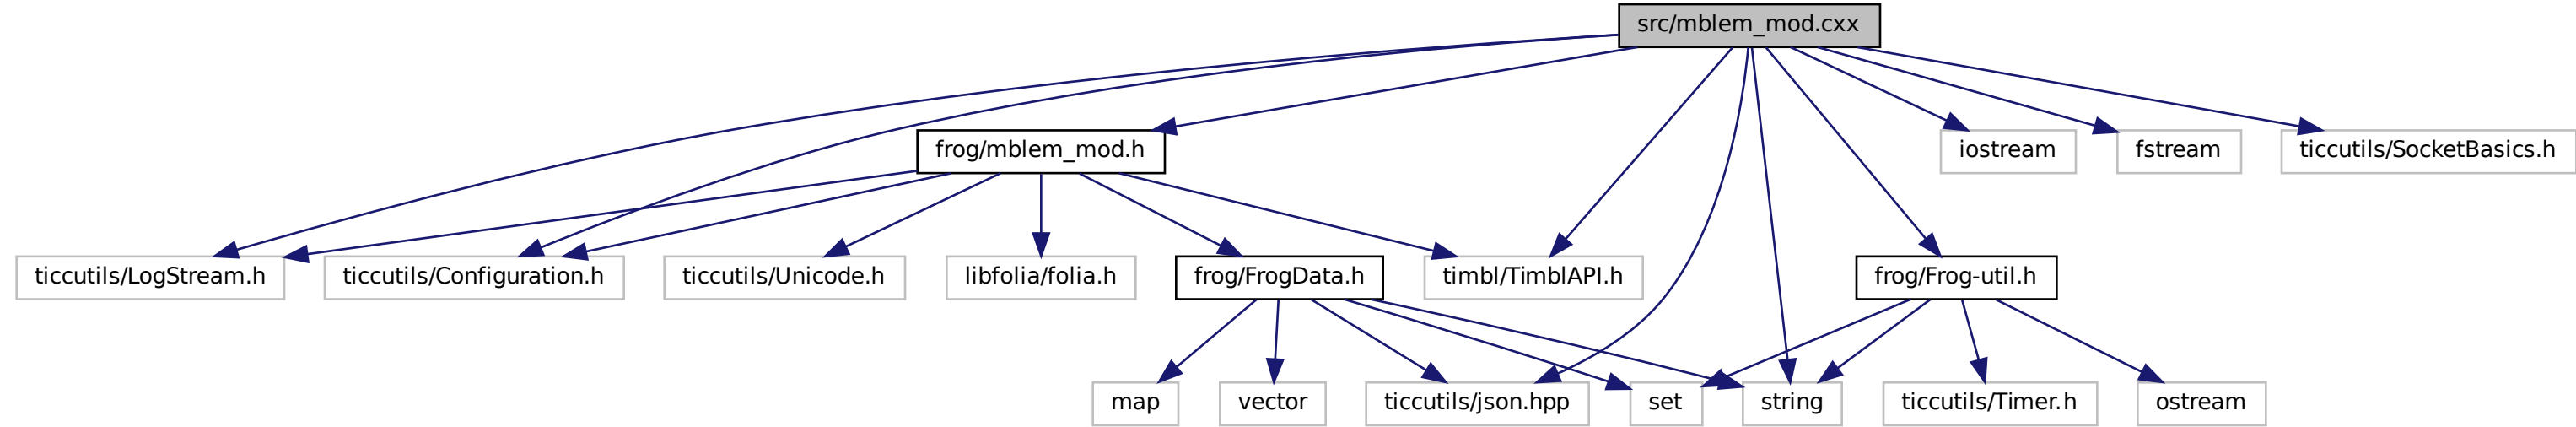 src/mblem_mod.cxx
frog/mblem_mod.h
iostream
fstream
ticcutils/SocketBasics.h
ticcutils/LogStream.h
ticcutils/Configuration.h
ticcutils/Unicode.h
libfolia/folia.h
frog/FrogData.h
timbl/TimblAPI.h
frog/Frog-util.h
map
vector
ticcutils/json.hpp
set
string
ticcutils/Timer.h
ostream